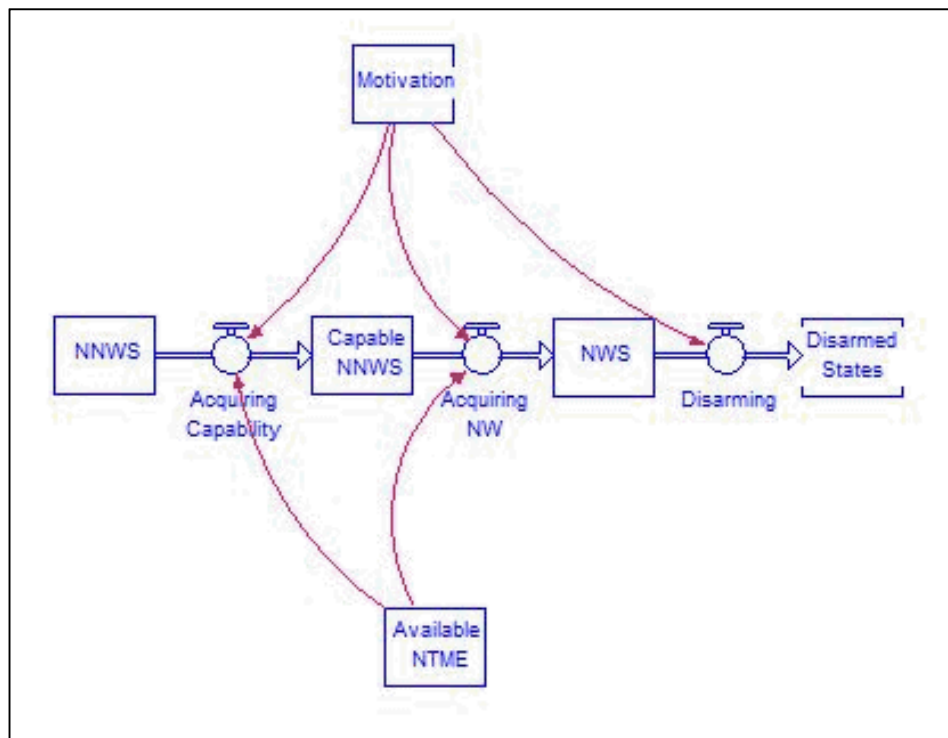 Motivation
NNWS
Capable
NNWS
NWS
Disarmed
States
Acquiring
Capability
Acquiring
NW
Disarming
Available
NTME